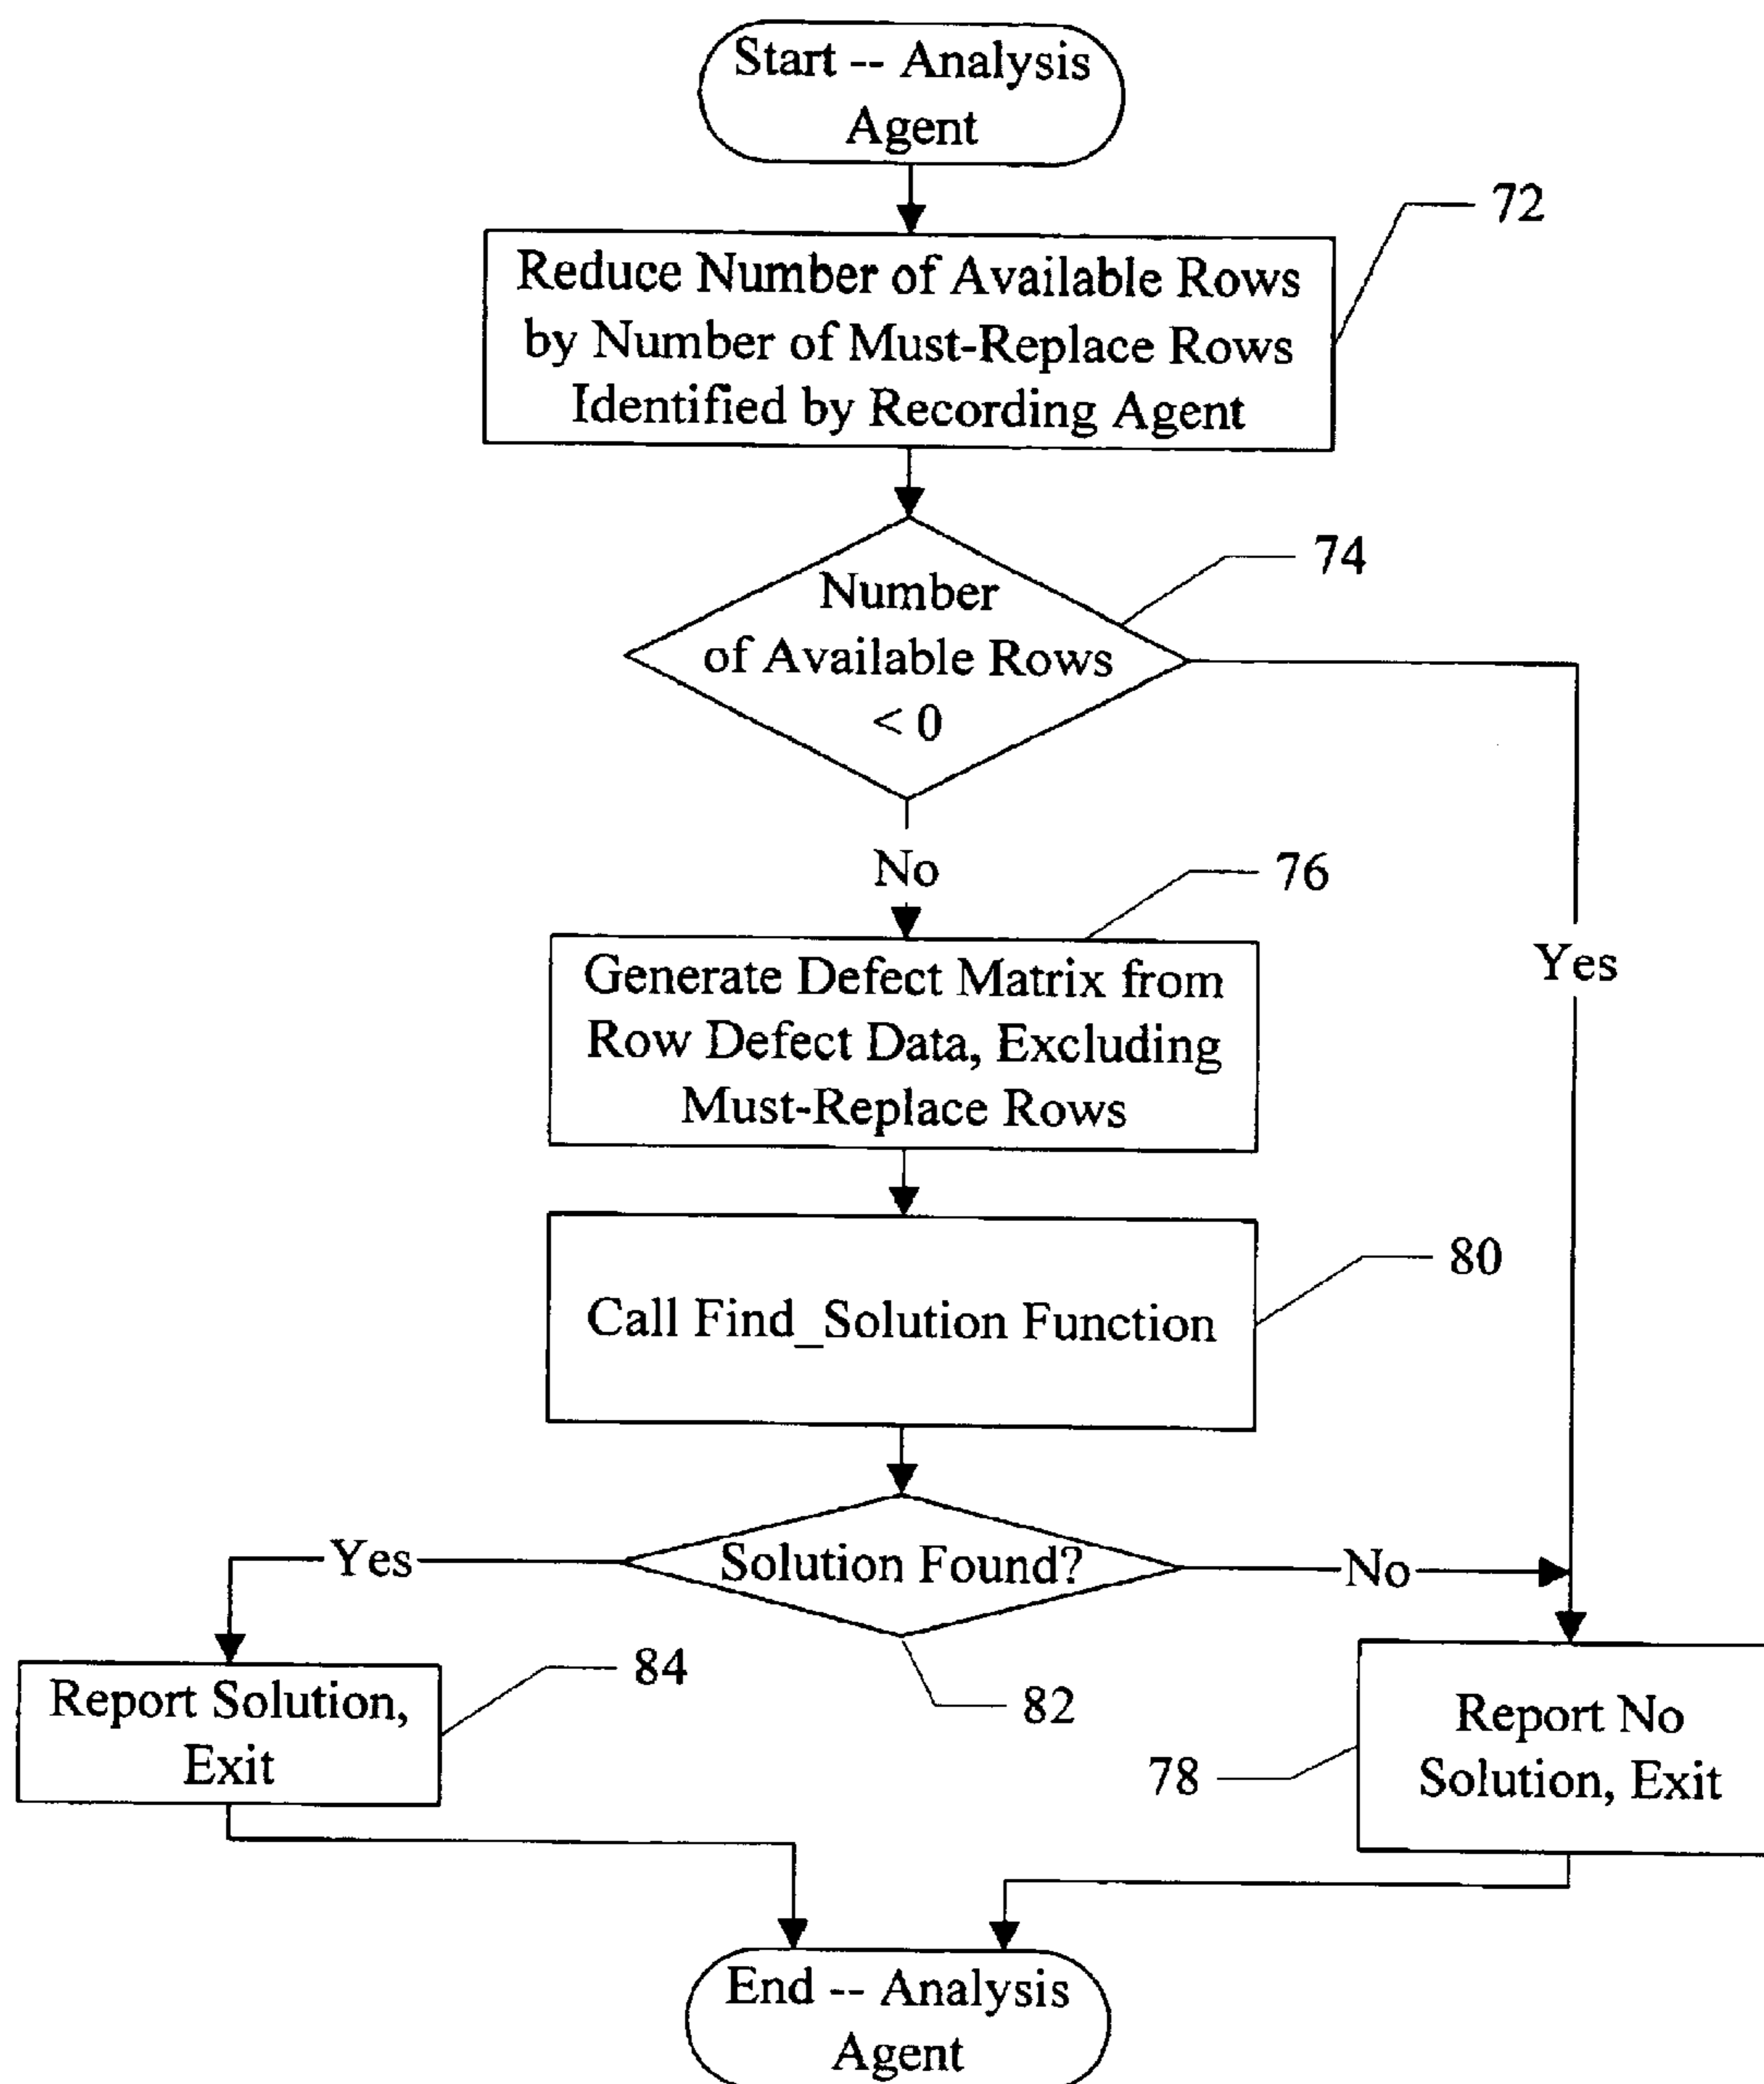 Start -- Analysis
Agent
72
Reduce Number of Available Rows
by Number of Must-Replace Rows
Identified by Recording Agent
74
Number
of Available Rows
< 0
No
76
Yes
Generate Defect Matrix from
Row Defect Data, Excluding
Must-Replace Rows
80
Call Find_Solution Function
Yes
Solution Found?
No
84
Report Solution,
Exit
82
78
Report No
Solution, Exit
End -- Analysis
Agent